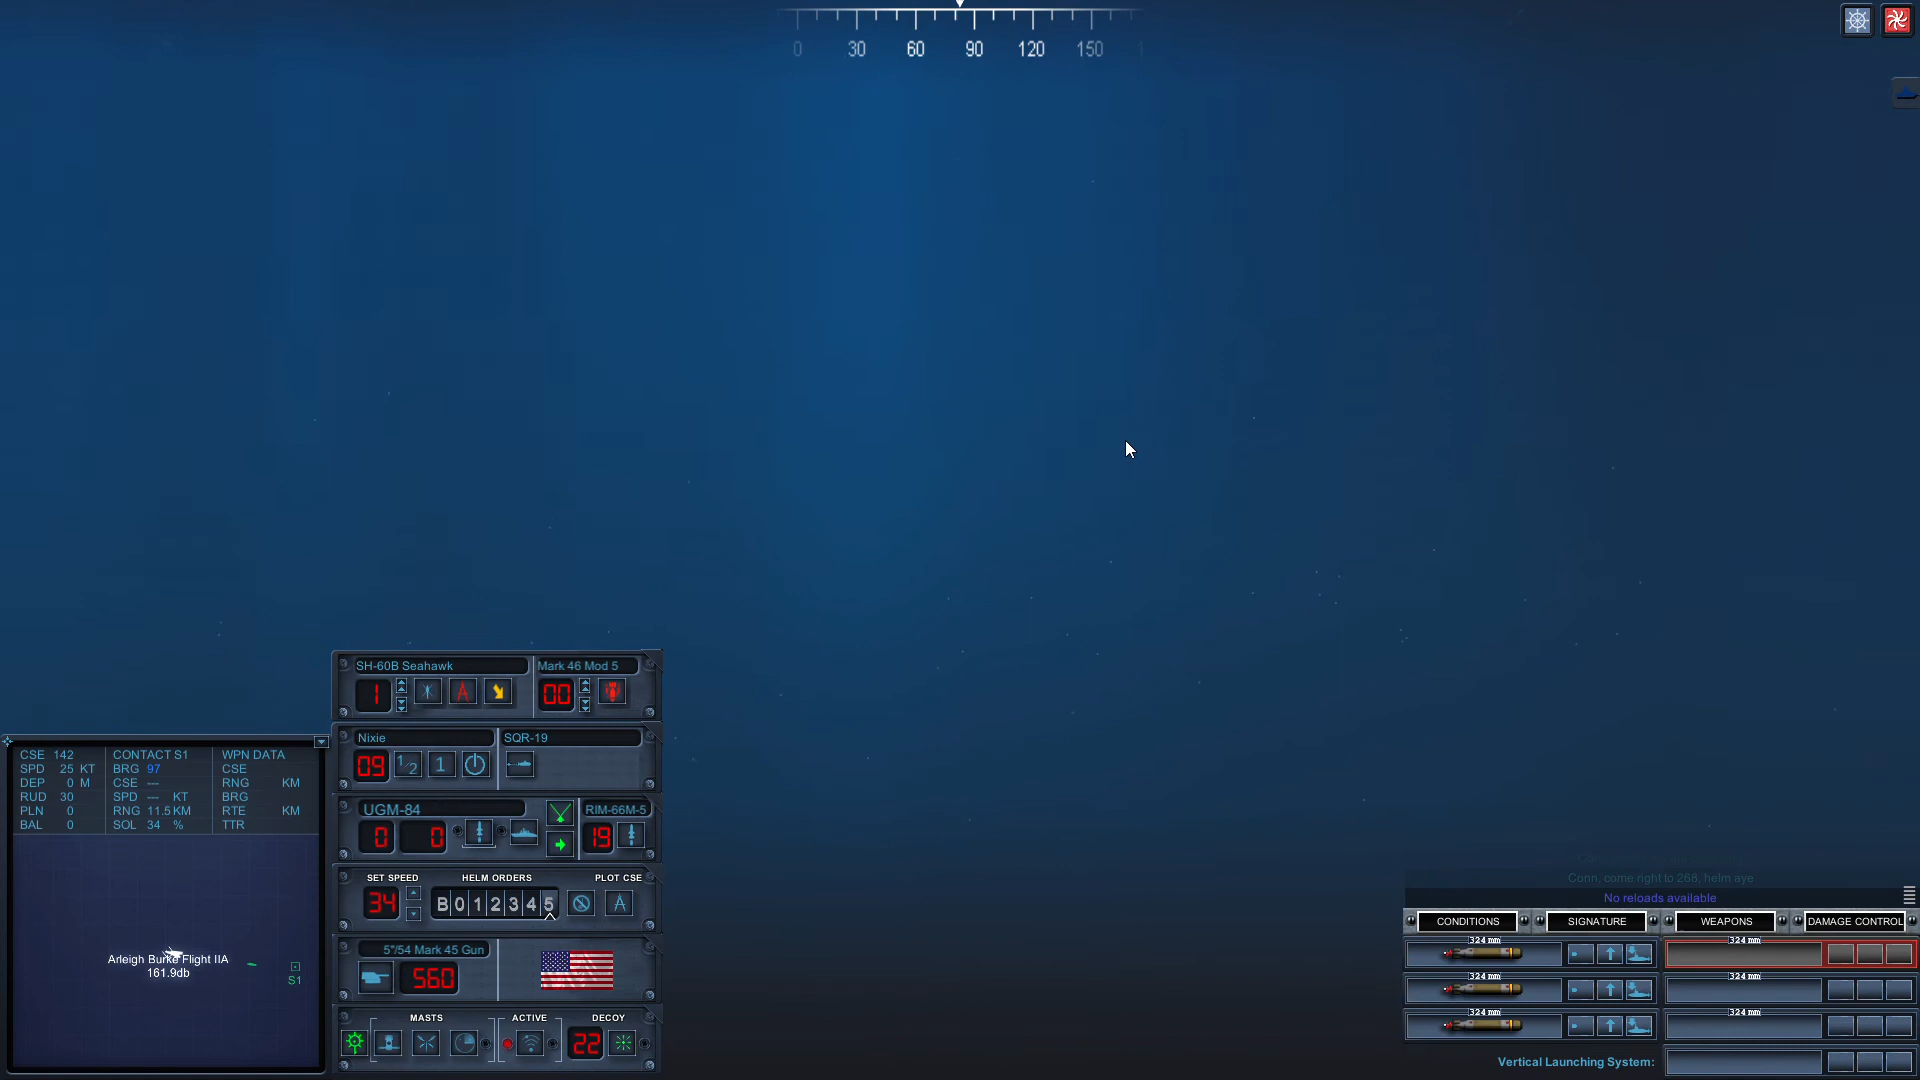 0 30 60 90 120 150
SH-60B Seahawk Mark 46 Mod 5
1 00
Nixie SQR-19
09 1/2 1
UGM-84 RIM-66M-5
0 0 19
SET SPEED HELM ORDERS PLOT CSE
34 B 0 1 2 3 4 5
5"/54 Mark 45 Gun
560
MASTS ACTIVE DECOY
22
CSE 142 CONTACT S1 WPN DATA
SPD 25 KT BRG 97 CSE
DEP 0 M CSE --- RNG KM
RUD 30 SPD --- KT BRG
PLN 0 RNG 11.5 KM RTE KM
BAL 0 SOL 34 % TTR
Arleigh Burke Flight IIA
161.9db
S1
Conn, come right to 268, helm aye
No reloads available
CONDITIONS SIGNATURE WEAPONS DAMAGE CONTROL
324 mm 324 mm
324 mm 324 mm
324 mm 324 mm
Vertical Launching System: